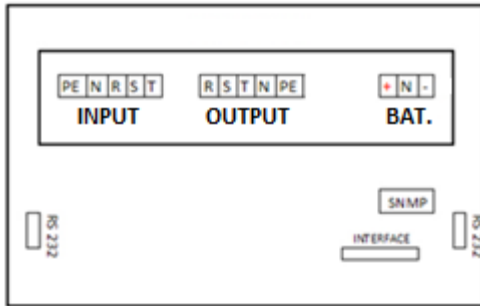 PE N R S T
R S T N PE
+ N -
INPUT
OUTPUT
BAT.
SNMP
RS 232
INTERFACE
RS 232